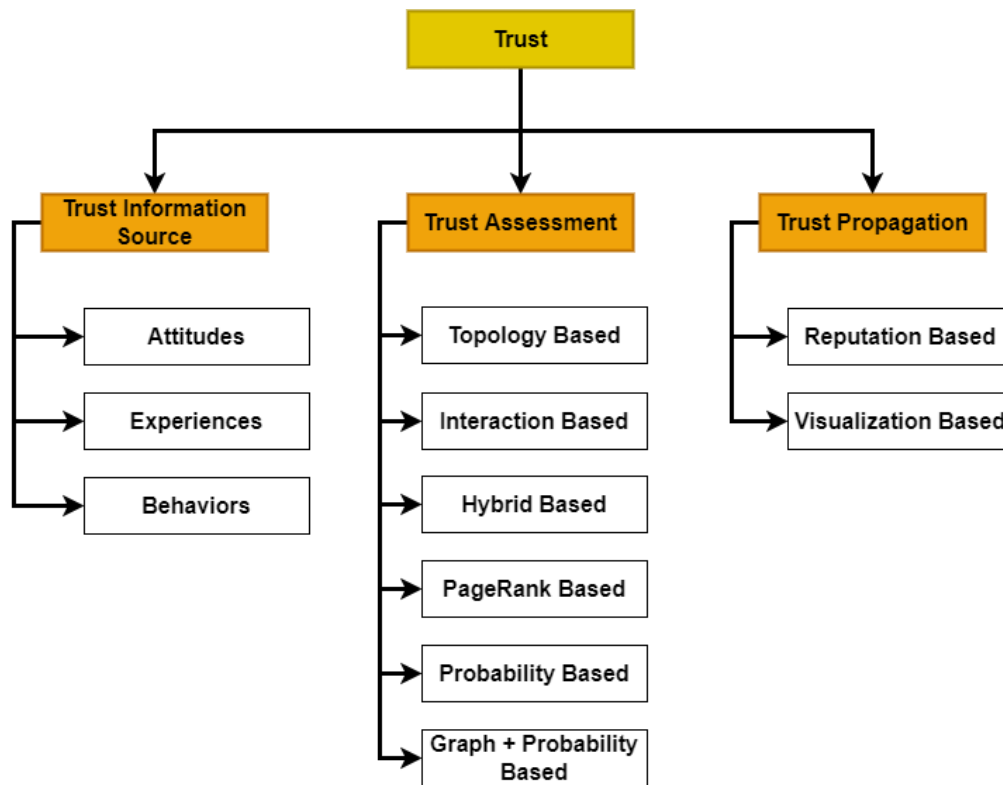 Trust
Trust Information
Source
Trust Assessment
Trust Propagation
Attitudes
Experiences
Behaviors
Topology Based
Interaction Based
Hybrid Based
PageRank Based
Probability Based
Graph + Probability
Based
Reputation Based
Visualization Based